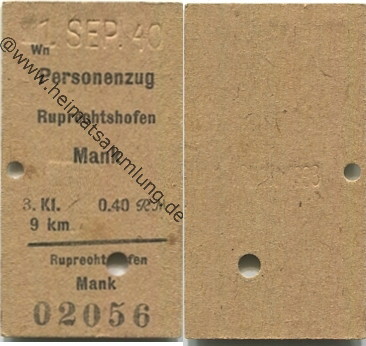 1. SEP. 40
Wn
Personenzug
Ruprechtshofen
Mank
3. Kl. 0.40 RM
9 km
Ruprechtshofen
Mank
02056
@www.heimatsammlung.de